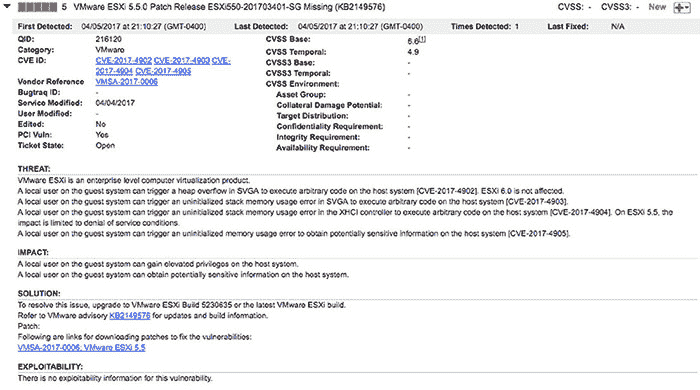 5 VMware ESXi 5.5.0 Patch Release ESXi550-201703401-SG Missing (KB2149576) CVSS: - CVSS3: - New
First Detected: 04/05/2017 at 21:10:27 (GMT-0400) Last Detected: 04/05/2017 at 21:10:27 (GMT-0400) Times Detected: 1 Last Fixed: N/A
QID: 216120 CVSS Base: 6.6[1]
Category: VMware CVSS Temporal: 4.9
CVE ID: CVE-2017-4902 CVE-2017-4903 CVE-2017-4904 CVE-2017-4905 CVSS3 Base: -
CVSS3 Temporal: -
Vendor Reference VMSA-2017-0006 CVSS Environment:
Bugtraq ID: - Asset Group: -
Service Modified: 04/04/2017 Collateral Damage Potential: -
User Modified: - Target Distribution: -
Edited: No Confidentiality Requirement: -
PCI Vuln: Yes Integrity Requirement: -
Ticket State: Open Availability Requirement: -
THREAT:
VMware ESXi is an enterprise level computer virtualization product.
A local user on the guest system can trigger a heap overflow in SVGA to execute arbitrary code on the host system [CVE-2017-4902]. ESXi 6.0 is not affected.
A local user on the guest system can trigger an uninitialized stack memory usage error in SVGA to execute arbitrary code on the host system [CVE-2017-4903].
A local user on the guest system can trigger an uninitialized stack memory usage error in the XHCI controller to execute arbitrary code on the host system [CVE-2017-4904]. On ESXi 5.5, the
impact is limited to denial of service conditions.
A local user on the guest system can trigger an uninitialized memory usage error to obtain potentially sensitive information on the host system [CVE-2017-4905].
IMPACT:
A local user on the guest system can gain elevated privileges on the host system.
A local user on the guest system can obtain potentially sensitive information on the host system.
SOLUTION:
To resolve this issue, upgrade to VMware ESXi Build 5230635 or the latest VMware ESXi build.
Refer to VMware advisory KB2149576 for updates and build information.
Patch:
Following are links for downloading patches to fix the vulnerabilities:
VMSA-2017-0006: VMware ESXi 5.5
EXPLOITABILITY:
There is no exploitability information for this vulnerability.